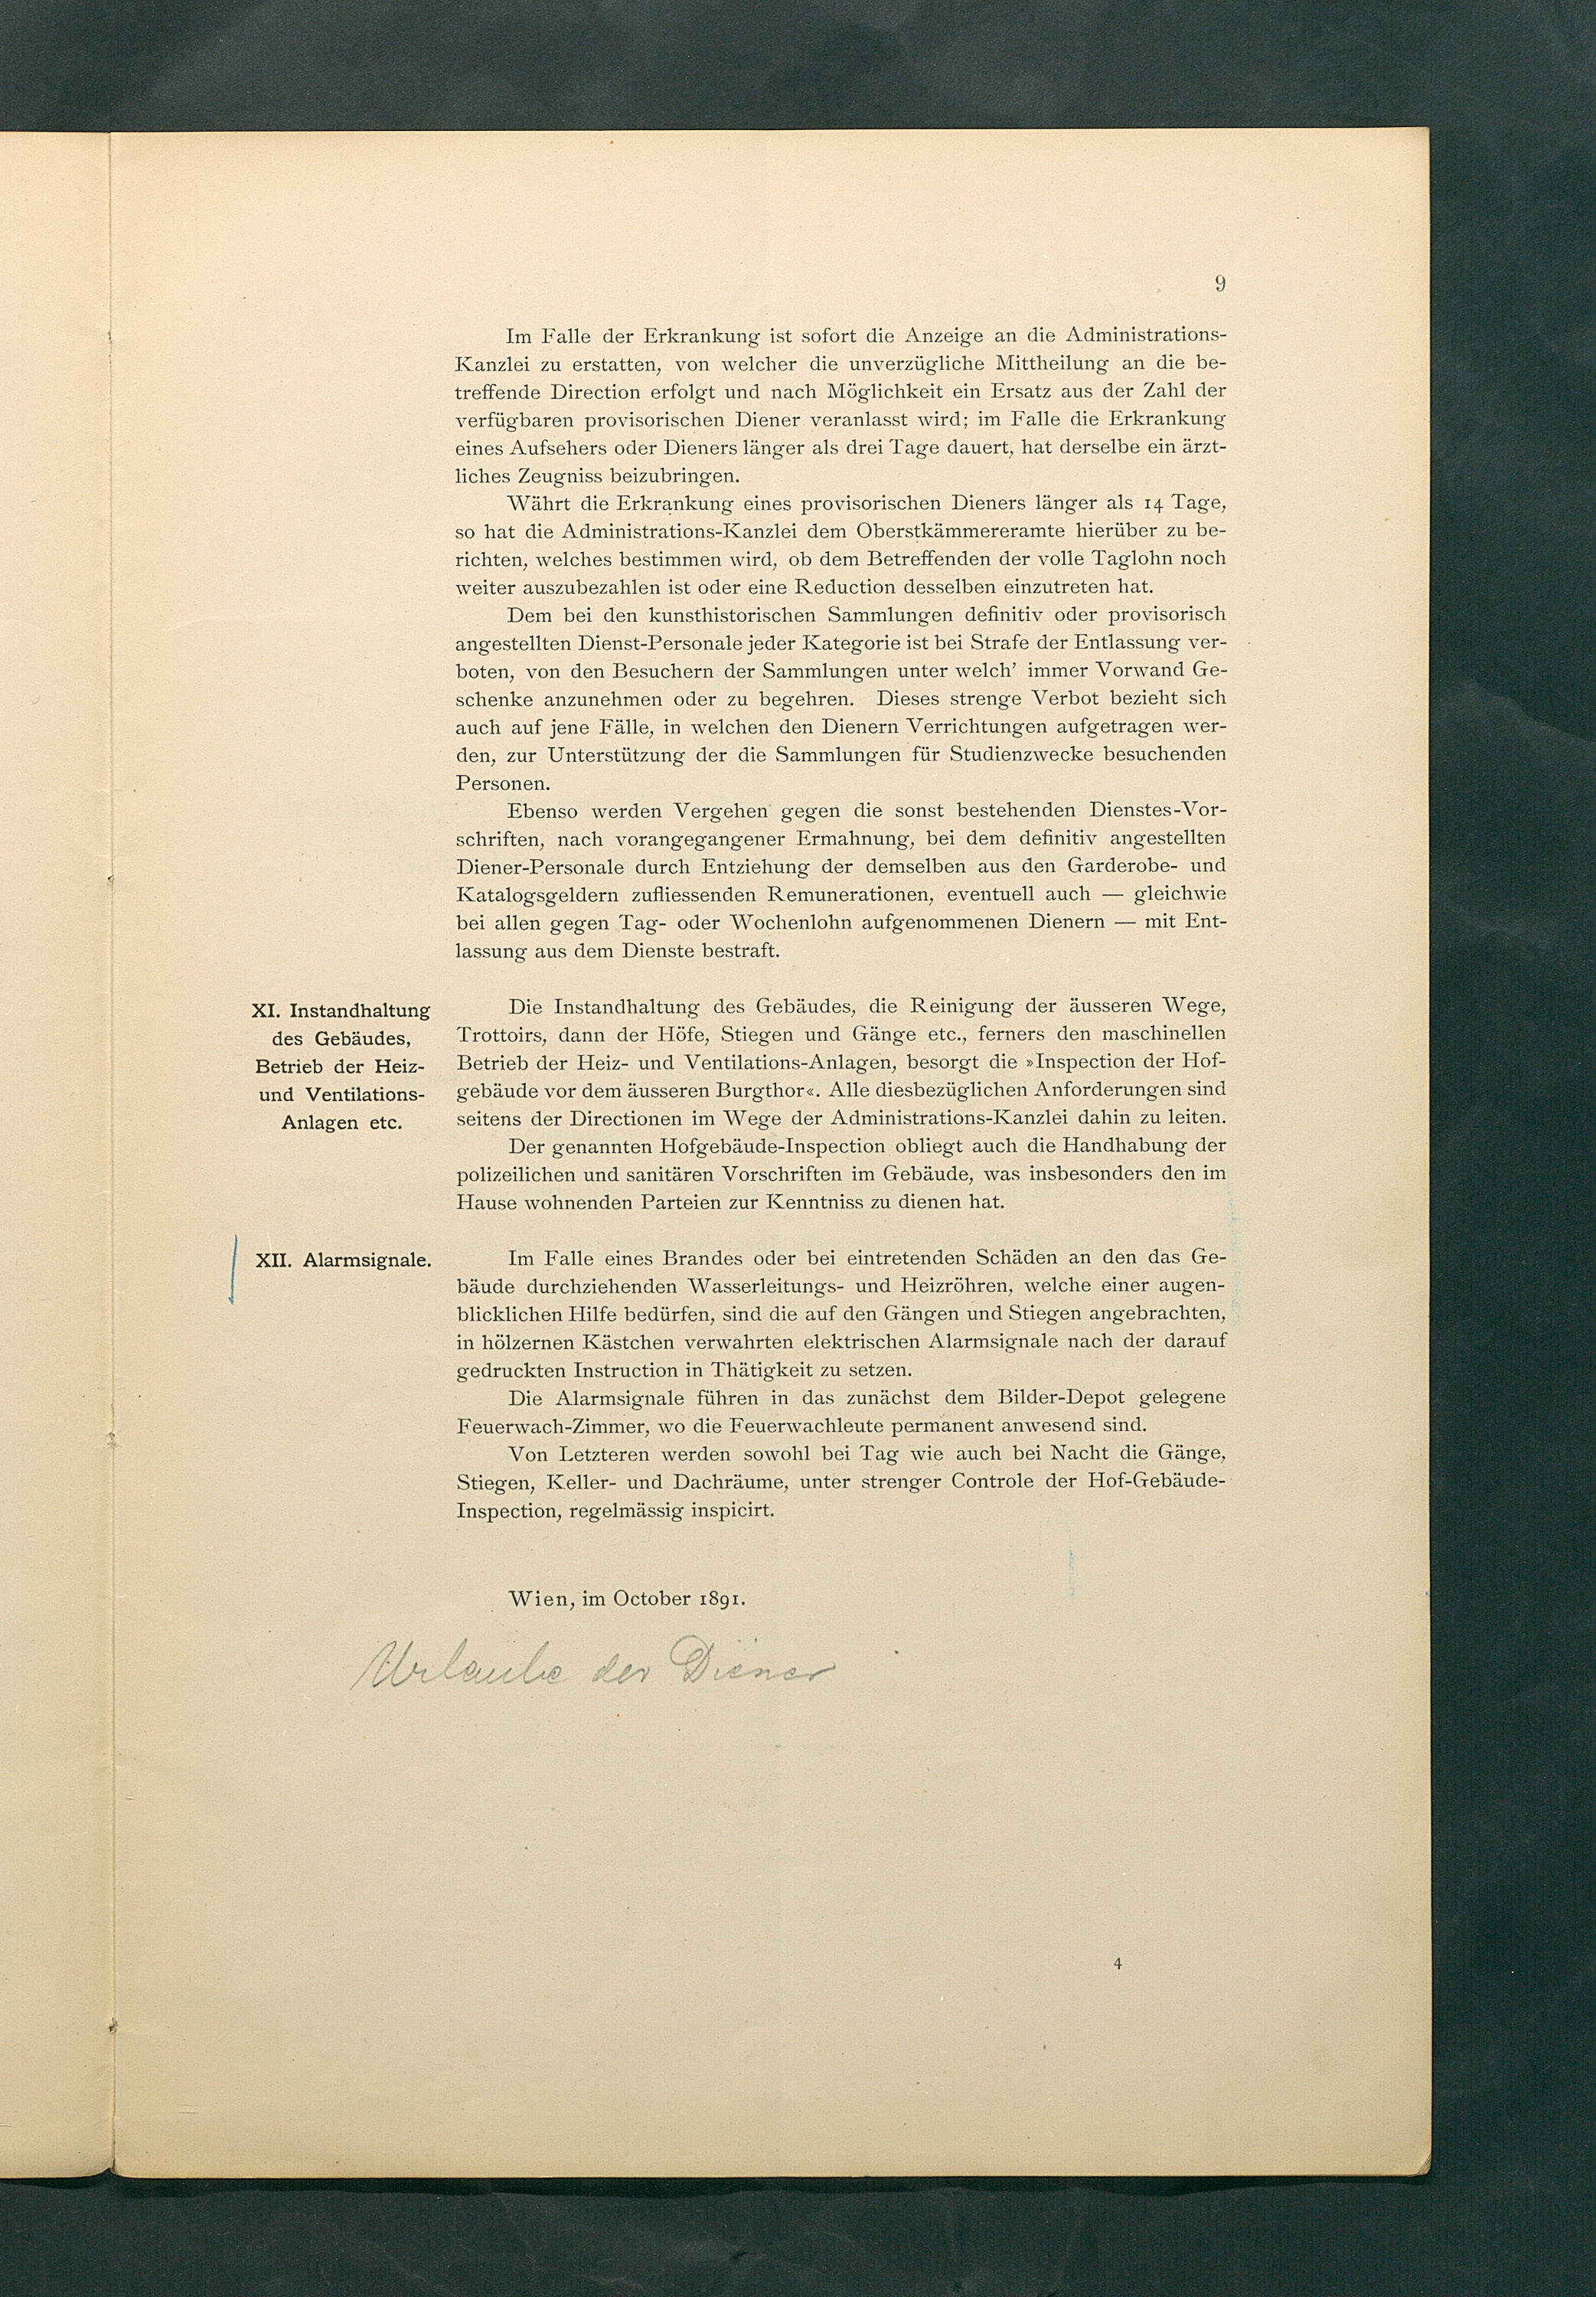 9
Im Falle der Erkrankung ist sofort die Anzeige an die Administrations-
Kanzlei zu erstatten, von welcher die unverzügliche Mittheilung an die be-
treffende Direction erfolgt und nach Möglichkeit ein Ersatz aus der Zahl der
verfügbaren provisorischen Diener veranlasst wird; im Falle die Erkrankung
eines Aufsehers oder Dieners länger als drei Tage dauert, hat derselbe ein ärzt-
liches Zeugniss beizubringen.
Währt die Erkrankung eines provisorischen Dieners länger als 14 Tage,
so hat die Administrations-Kanzlei dem Oberstkämmereramte hierüber zu be-
richten, welches bestimmen wird, ob dem Betreffenden der volle Taglohn noch
weiter auszubezahlen ist oder eine Reduction desselben einzutreten hat.
Dem bei den kunsthistorischen Sammlungen definitiv oder provisorisch
angestellten Dienst-Personale jeder Kategorie ist bei Strafe der Entlassung ver-
boten, von den Besuchern der Sammlungen unter welch' immer Vorwand Ge-
schenke anzunehmen oder zu begehren. Dieses strenge Verbot bezieht sich
auch auf jene Fälle, in welchen den Dienern Verrichtungen aufgetragen wer-
den, zur Unterstützung der die Sammlungen für Studienzwecke besuchenden
Personen.
Ebenso werden Vergehen gegen die sonst bestehenden Dienstes-Vor-
schriften, nach vorangegangener Ermahnung, bei dem definitiv angestellten
Diener-Personale durch Entziehung der demselben aus den Garderobe- und
Katalogsgeldern zufliessenden Remunerationen, eventuell auch — gleichwie
bei allen gegen Tag- oder Wochenlohn aufgenommenen Dienern — mit Ent-
lassung aus dem Dienste bestraft.
XI. Instandhaltung
des Gebäudes,
Betrieb der Heiz-
und Ventilations-
Anlagen etc.
Die Instandhaltung des Gebäudes, die Reinigung der äusseren Wege,
Trottoirs, dann der Höfe, Stiegen und Gänge etc., ferners den maschinellen
Betrieb der Heiz- und Ventilations-Anlagen, besorgt die »Inspection der Hof-
gebäude vor dem äusseren Burgthor«. Alle diesbezüglichen Anforderungen sind
seitens der Directionen im Wege der Administrations-Kanzlei dahin zu leiten.
Der genannten Hofgebäude-Inspection obliegt auch die Handhabung der
polizeilichen und sanitären Vorschriften im Gebäude, was insbesonders den im
Hause wohnenden Parteien zur Kenntniss zu dienen hat.
XII. Alarmsignale.
Im Falle eines Brandes oder bei eintretenden Schäden an den das Ge-
bäude durchziehenden Wasserleitungs- und Heizröhren, welche einer augen-
blicklichen Hilfe bedürfen, sind die auf den Gängen und Stiegen angebrachten,
in hölzernen Kästchen verwahrten elektrischen Alarmsignale nach der darauf
gedruckten Instruction in Thätigkeit zu setzen.
Die Alarmsignale führen in das zunächst dem Bilder-Depot gelegene
Feuerwach-Zimmer, wo die Feuerwachleute permanent anwesend sind.
Von Letzteren werden sowohl bei Tag wie auch bei Nacht die Gänge,
Stiegen, Keller- und Dachräume, unter strenger Controle der Hof-Gebäude-
Inspection, regelmässig inspicirt.
Wien, im October 1891.
Urlaube der Diener
4